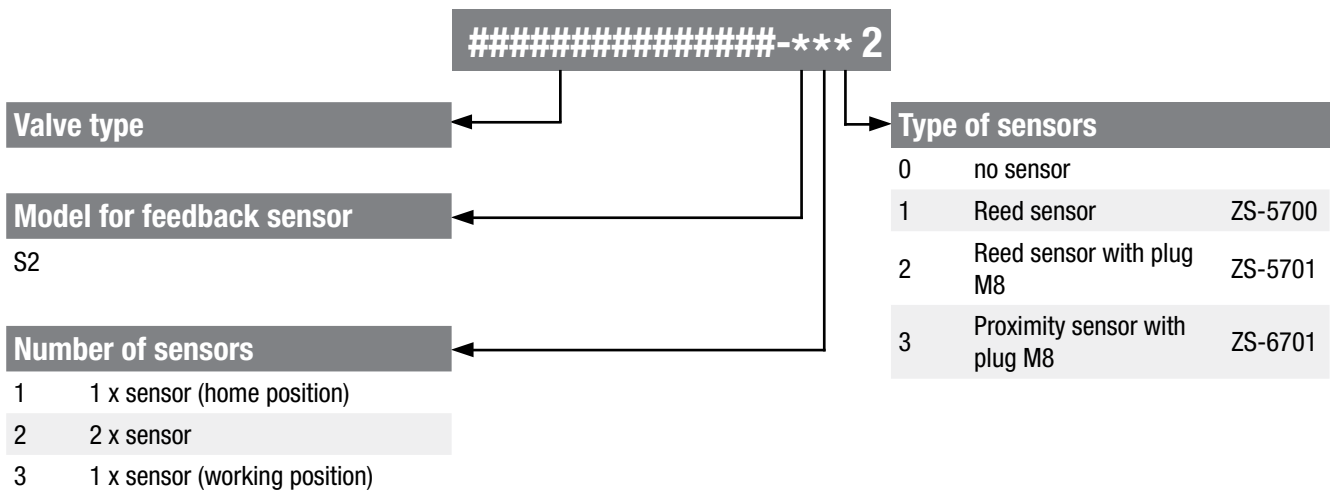 ###############-*** 2
Valve type
Model for feedback sensor
S2
Number of sensors
1 1 x sensor (home position)
2 2 x sensor
3 1 x sensor (working position)
Type of sensors
0 no sensor
1 Reed sensor ZS-5700
2 Reed sensor with plug
M8 ZS-5701
3 Proximity sensor with
plug M8 ZS-6701